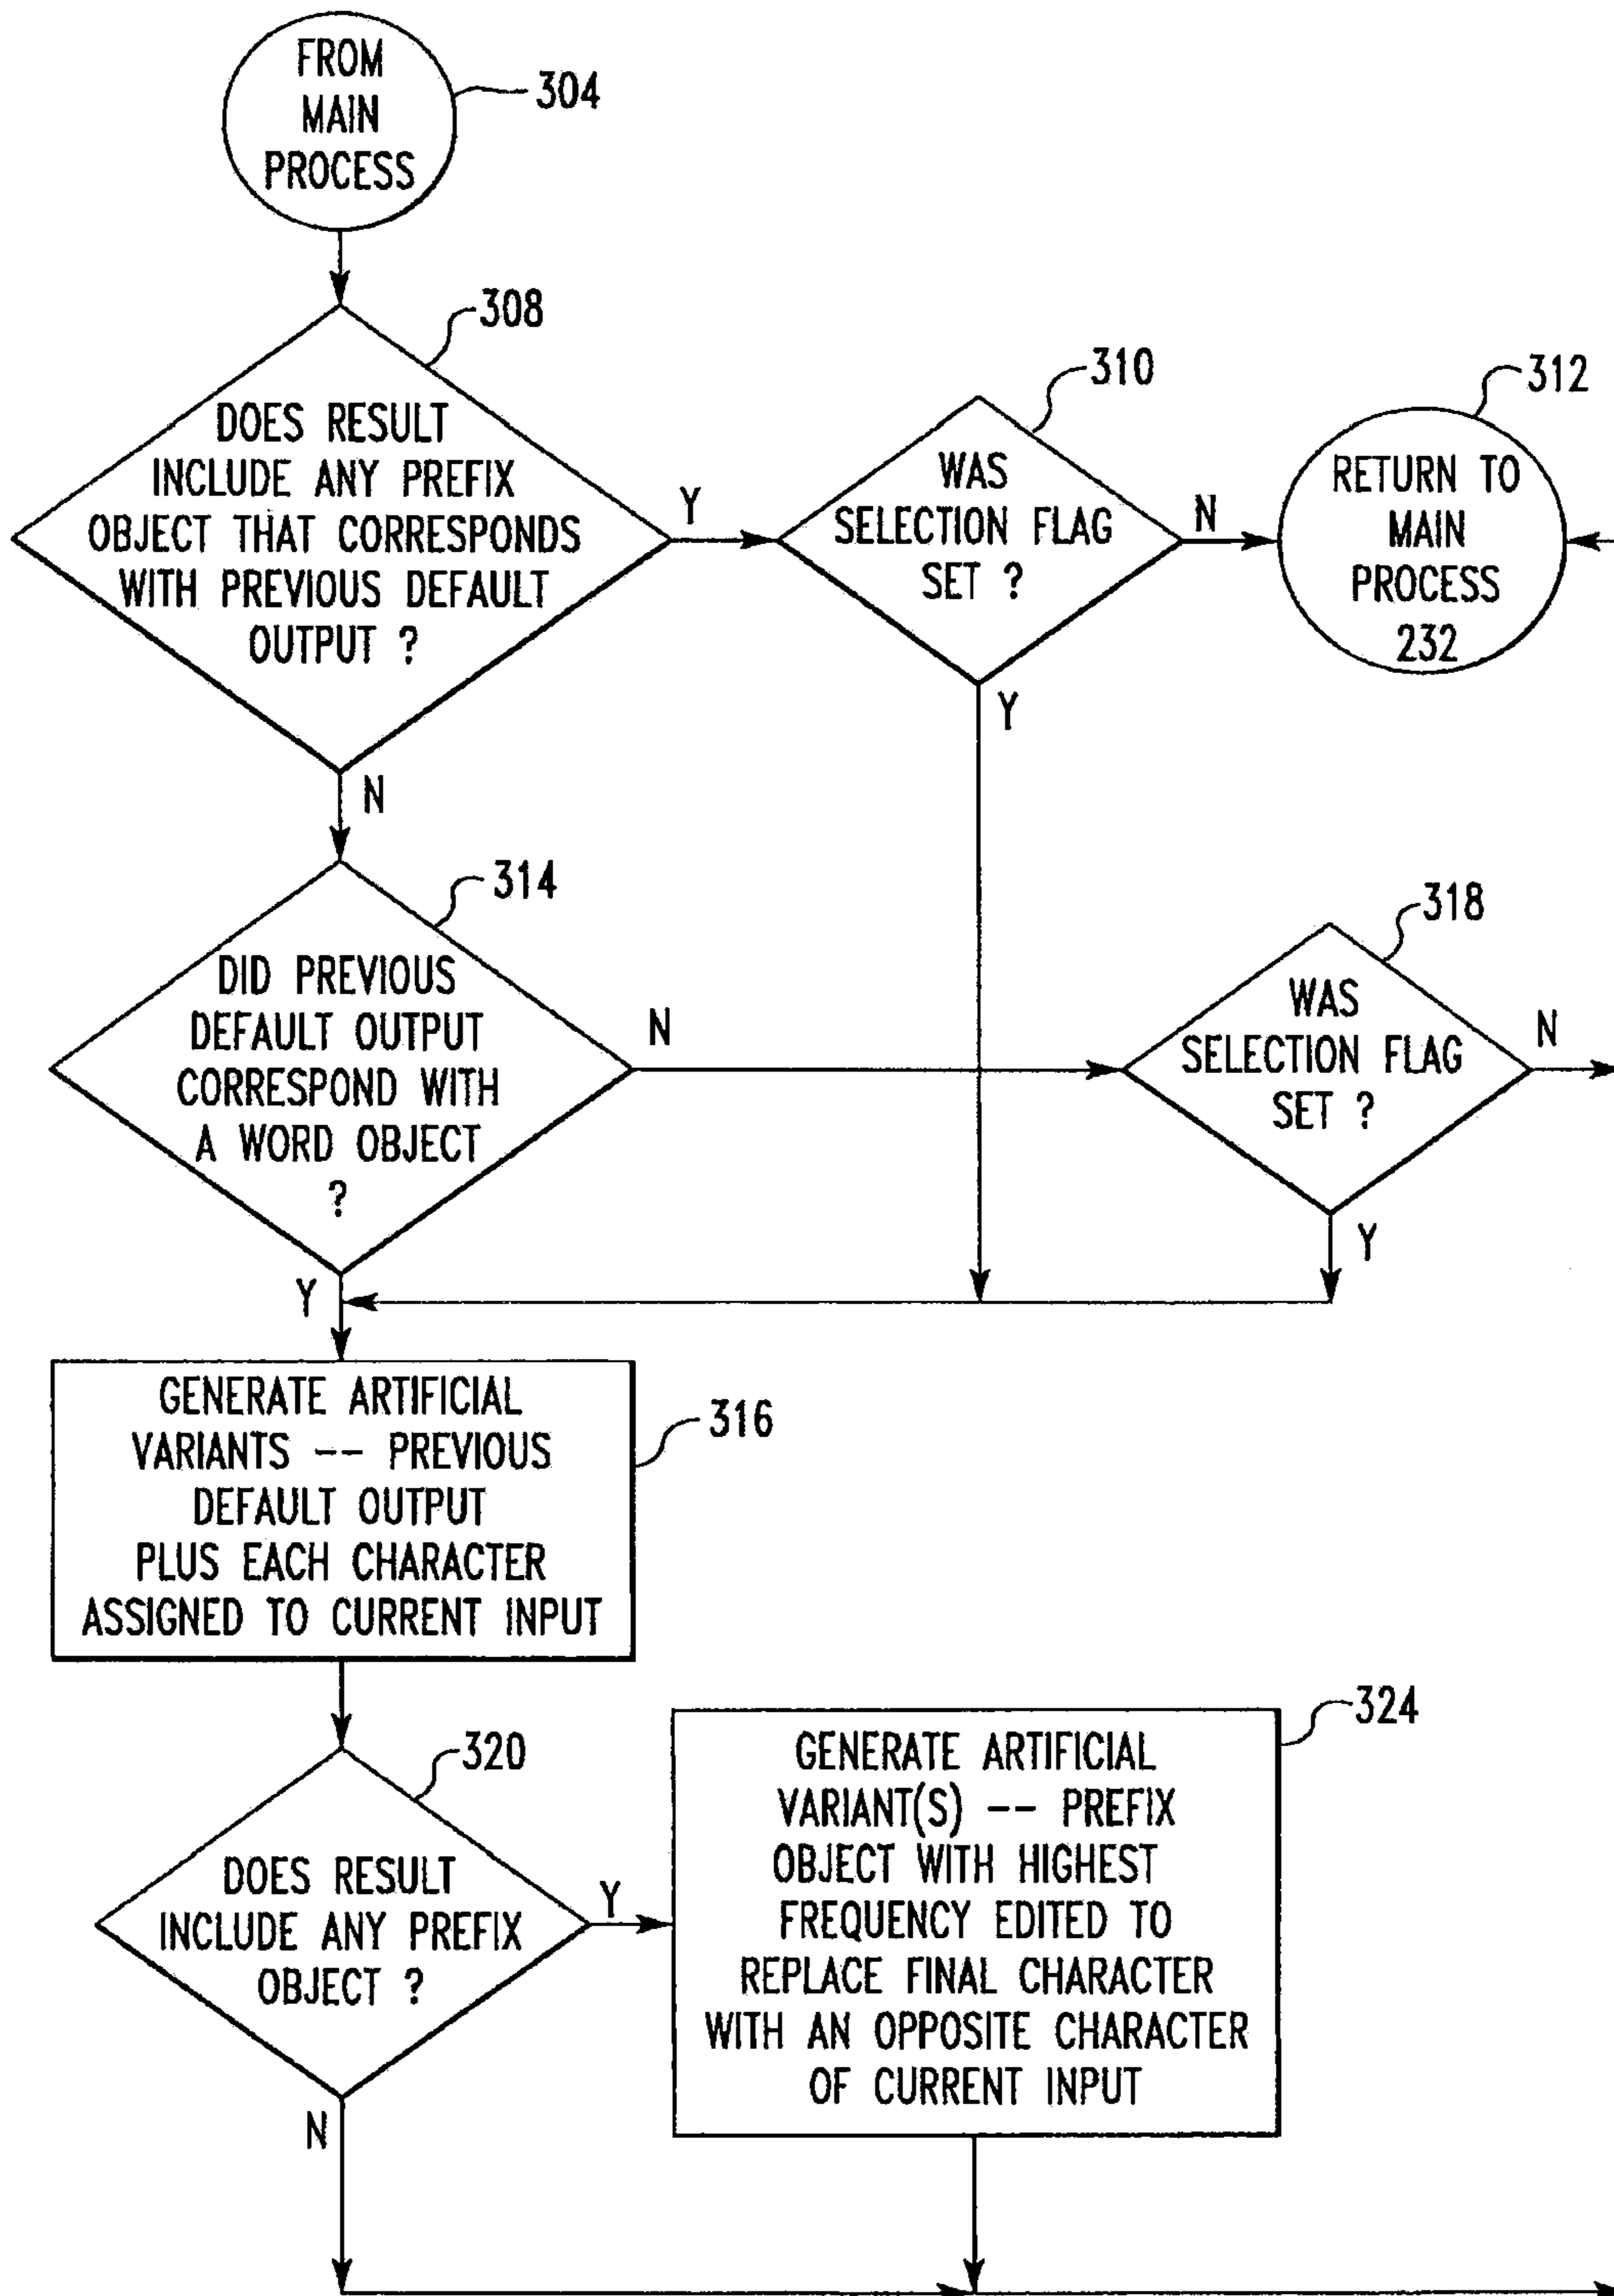 FROM
MAIN
PROCESS
304
308
DOES RESULT
INCLUDE ANY PREFIX
OBJECT THAT CORRESPONDS
WITH PREVIOUS DEFAULT
OUTPUT ?
Y
N
310
WAS
SELECTION FLAG
SET ?
N
Y
312
RETURN TO
MAIN
PROCESS
232
314
DID PREVIOUS
DEFAULT OUTPUT
CORRESPOND WITH
A WORD OBJECT
?
N
Y
318
WAS
SELECTION FLAG
SET ?
N
Y
316
GENERATE ARTIFICIAL
VARIANTS -- PREVIOUS
DEFAULT OUTPUT
PLUS EACH CHARACTER
ASSIGNED TO CURRENT INPUT
320
DOES RESULT
INCLUDE ANY PREFIX
OBJECT ?
Y
N
324
GENERATE ARTIFICIAL
VARIANT(S) -- PREFIX
OBJECT WITH HIGHEST
FREQUENCY EDITED TO
REPLACE FINAL CHARACTER
WITH AN OPPOSITE CHARACTER
OF CURRENT INPUT